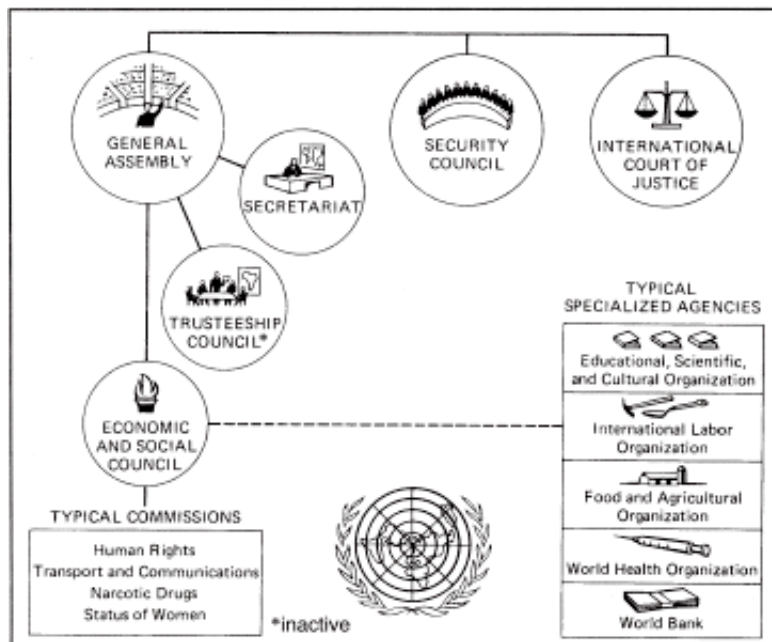 GENERAL
ASSEMBLY
SECURITY
COUNCIL
INTERNATIONAL
COURT OF
JUSTICE
SECRETARIAT
TRUSTEESHIP
COUNCIL*
ECONOMIC
AND SOCIAL
COUNCIL
TYPICAL
SPECIALIZED AGENCIES
Educational, Scientific,
and Cultural Organization
International Labor
Organization
Food and Agricultural
Organization
World Health Organization
World Bank
TYPICAL COMMISSIONS
Human Rights
Transport and Communications
Narcotic Drugs
Status of Women
*inactive